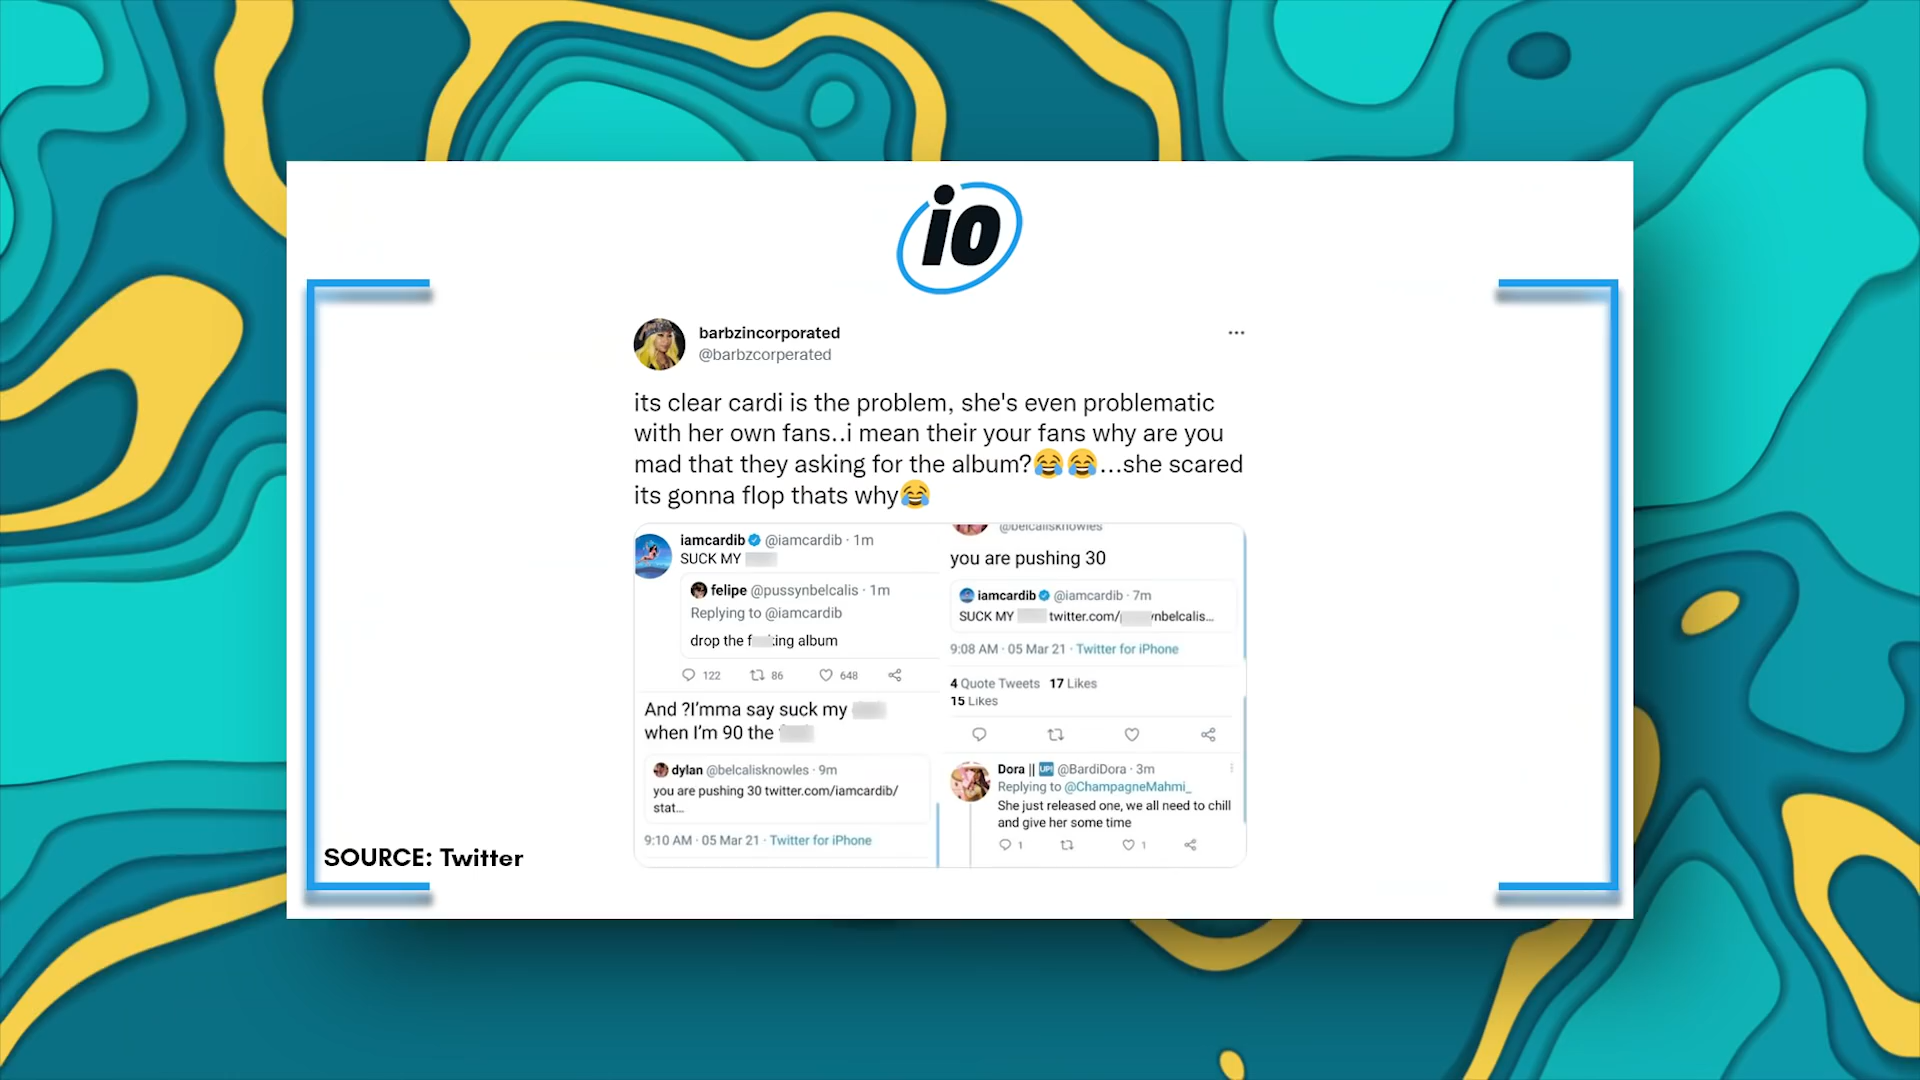 io
barbzincorporated
@barbzcorperated
its clear cardi is the problem, she's even problematic
with her own fans..i mean their your fans why are you
mad that they asking for the album?😂😂...she scared
its gonna flop thats why😂
iamcardib @iamcardib · 1m
SUCK MY
felipe @pussynbelcalis · 1m
Replying to @iamcardib
drop the f king album
122 86 648
And ?I'mma say suck my
when I'm 90 the
dylan @belcalisknowles · 9m
you are pushing 30 twitter.com/iamcardib/
stat...
9:10 AM · 05 Mar 21 · Twitter for iPhone
@belcalisknowles
you are pushing 30
iamcardib @iamcardib · 7m
SUCK MY twitter.com/ nbelcalis...
9:08 AM · 05 Mar 21 · Twitter for iPhone
4 Quote Tweets 17 Likes
15 Likes
Dora || UP! @BardiDora · 3m
Replying to @ChampagneMahmi_
She just released one, we all need to chill
and give her some time
1 1
SOURCE: Twitter